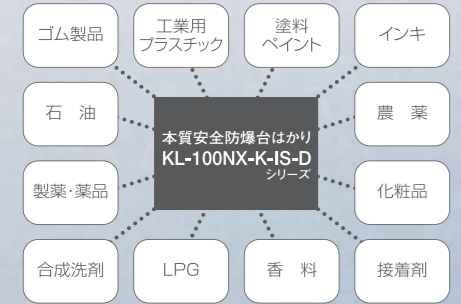 ゴム製品
工業用
プラスチック
塗料
ペイント
インキ
石　油
本質安全防爆台はかり
KL-100NX-K-IS-D
シリーズ
農　薬
製薬・薬品
化粧品
合成洗剤
LPG
香　料
接着剤